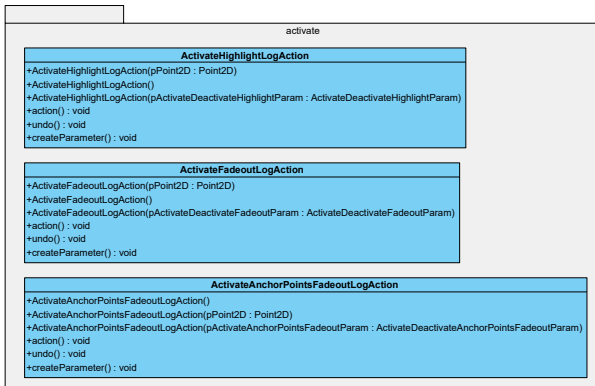 activate
ActivateHighlightLogAction
+ActivateHighlightLogAction(pPoint2D : Point2D)
+ActivateHighlightLogAction()
+ActivateHighlightLogAction(pActivateDeactivateHighlightParam : ActivateDeactivateHighlightParam)
+action() : void
+undo() : void
+createParameter() : void
ActivateFadeoutLogAction
+ActivateFadeoutLogAction(pPoint2D : Point2D)
+ActivateFadeoutLogAction()
+ActivateFadeoutLogAction(pActivateDeactivateFadeoutParam : ActivateDeactivateFadeoutParam)
+action() : void
+undo() : void
+createParameter() : void
ActivateAnchorPointsFadeoutLogAction
+ActivateAnchorPointsFadeoutLogAction()
+ActivateAnchorPointsFadeoutLogAction(pPoint2D : Point2D)
+ActivateAnchorPointsFadeoutLogAction(pActivateAnchorPointsFadeoutParam : ActivateDeactivateAnchorPointsFadeoutParam)
+action() : void
+undo() : void
+createParameter() : void